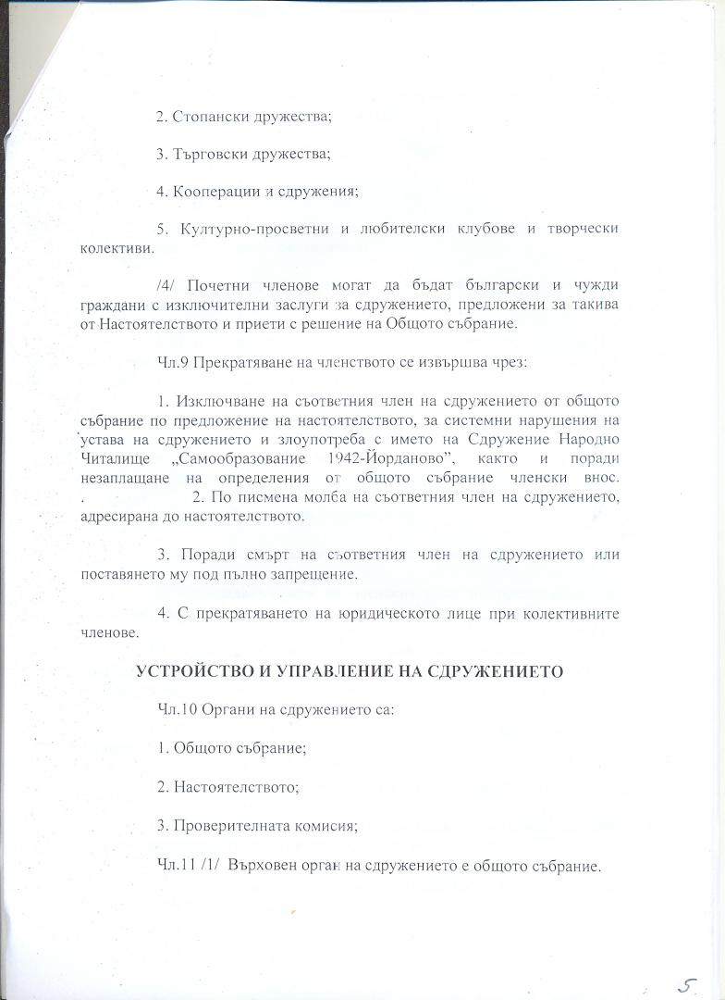 2. Стопански дружества;
3. Търговски дружества;
4. Кооперации и сдружения;
5. Културно-просветни и любителски клубове и творчески
колективи.
/4/ Почетни членове могат да бъдат български и чужди
граждани с изключителни заслуги за сдружението, предложени за такива
от Настоятелството и приети с решение на Общото събрание.
Чл.9 Прекратяване на членството се извършва чрез:
1. Изключване на съответния член на сдружението от общото
събрание по предложение на настоятелството, за системни нарушения на
устава на сдружението и злоупотреба с името на Сдружение Народно
Читалище „Самообразование 1942-Йорданово", както и поради
незаплащане на определения от общото събрание членски внос.
. 2. По писмена молба на съответния член на сдружението,
адресирана до настоятелството.
3. Поради смърт на съответния член на сдружението или
поставянето му под пълно запрещение.
4. С прекратяването на юридическото лице при колективните
членове.
УСТРОЙСТВО И УПРАВЛЕНИЕ НА СДРУЖЕНИЕТО
Чл.10 Органи на сдружението са:
1. Общото събрание;
2. Настоятелството;
3. Проверителната комисия;
Чл.11 /1/ Върховен орган на сдружението е общото събрание.
5